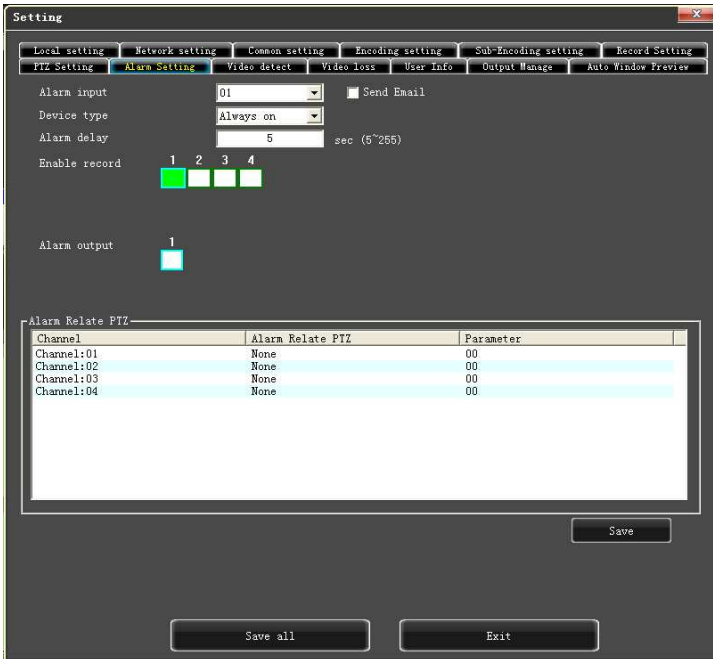 Setting
Local setting Network setting Common setting Encoding setting Sub-Encoding setting Record Setting
PTZ Setting Alarm Setting Video detect Video loss User Info Output Manage Auto Window Preview
Alarm input 01 Send Email
Device type Always on
Alarm delay 5 sec (5~255)
1 2 3 4
Enable record
1
Alarm output
Alarm Relate PTZ
Channel Alarm Relate PTZ Parameter
Channel:01 None 00
Channel:02 None 00
Channel:03 None 00
Channel:04 None 00
Save
Save all Exit